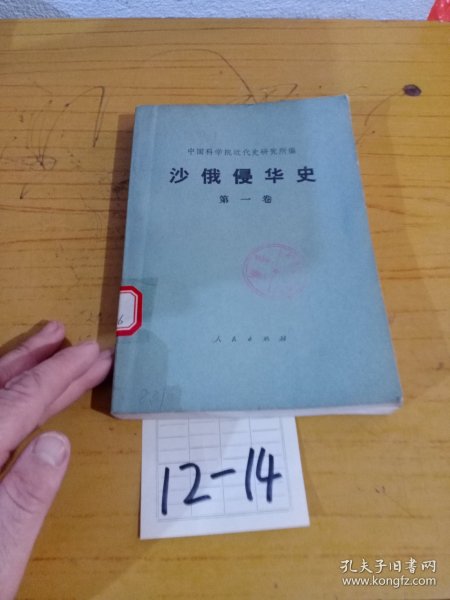 中国科学院近代史研究所编
沙俄侵华史
第一卷
人民出版社
12-14
孔夫子旧书网
www.kongfz.com